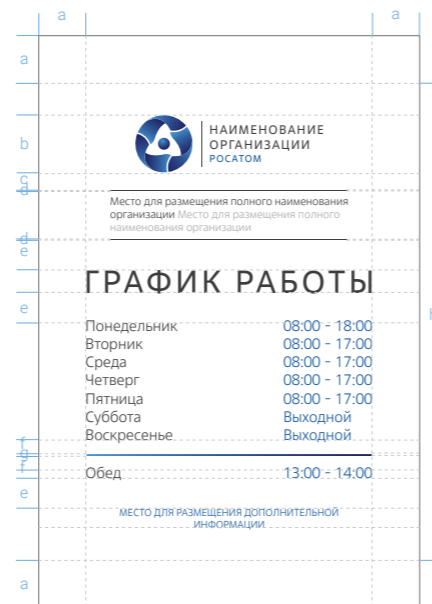 a a
a
НАИМЕНОВАНИЕ
b
ОРГАНИЗАЦИИ
РОСАТОМ
c
d
Место для размещения полного наименования
организации Место для размещения полного
наименования организации
d
e
ГРАФИК РАБОТЫ
e
Понедельник 08:00 - 18:00
Вторник 08:00 - 17:00
Среда 08:00 - 17:00
Четверг 08:00 - 17:00
Пятница 08:00 - 17:00
Суббота Выходной
Воскресенье Выходной
f
g
f
Обед 13:00 - 14:00
e
МЕСТО ДЛЯ РАЗМЕЩЕНИЯ ДОПОЛНИТЕЛЬНОЙ
ИНФОРМАЦИИ
a